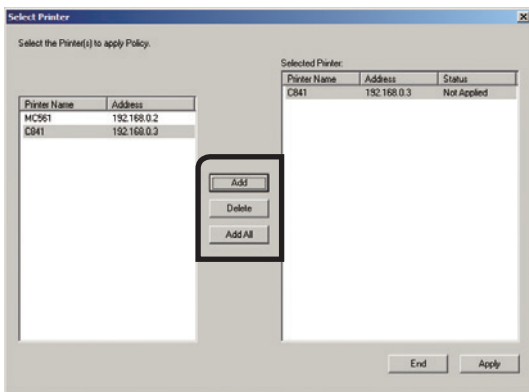 Select Printer
Select the Printer(s) to apply Policy.
Selected Printer:
Printer Name Address Status
C841 192.168.0.3 Not Applied
Printer Name Address
MC561 192.168.0.2
C841 192.168.0.3
Add
Delete
Add All
End Apply